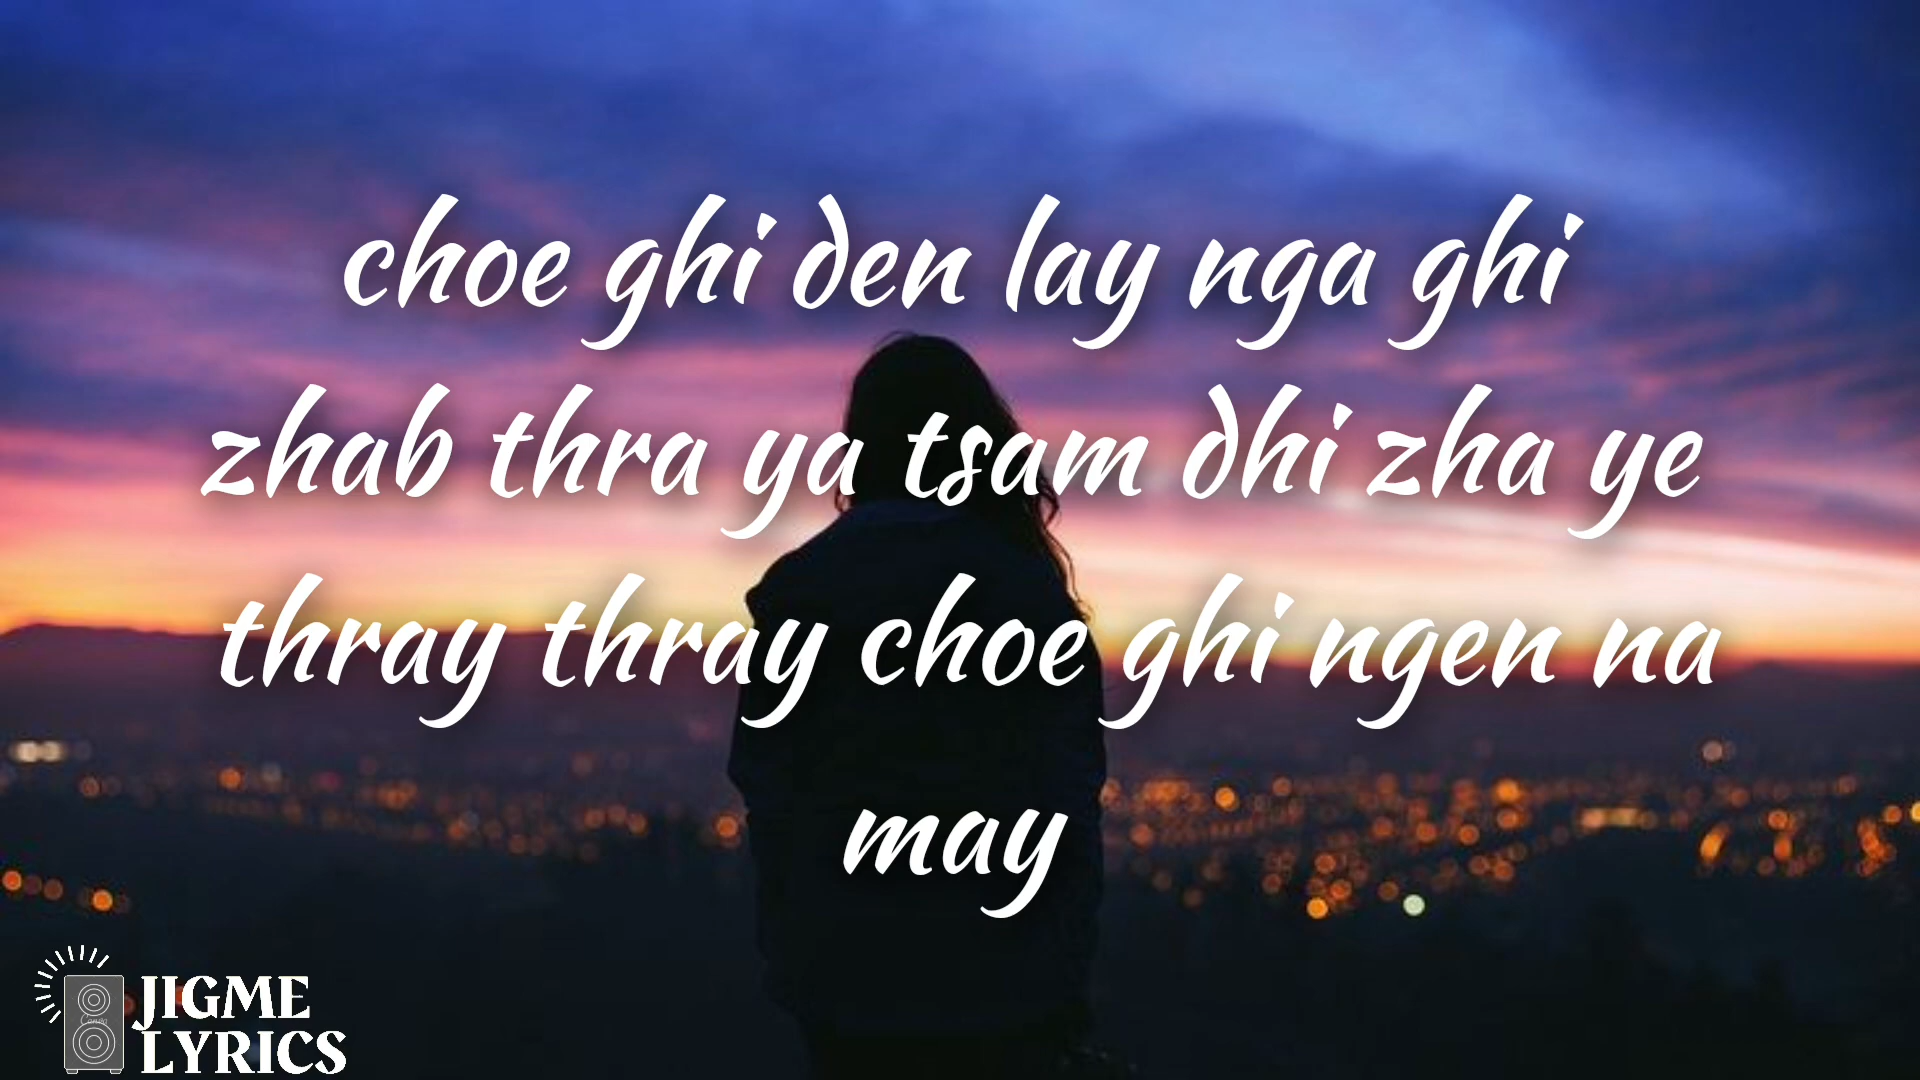 choe ghi den lay nga ghi
zhab thra ya tsam dhi zha ye
thray thray choe ghi ngen na
may
JIGME
LYRICS
Canva